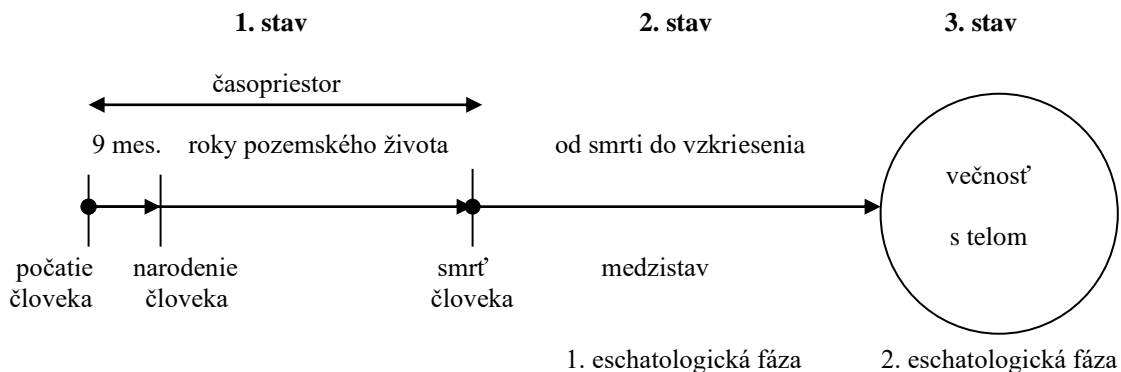 1. stav 2. stav 3. stav
časopriestor
9 mes. roky pozemského života od smrti do vzkriesenia
večnosť
s telom
počatie narodenie smrť medzistav
človeka človeka človeka
1. eschatologická fáza 2. eschatologická fáza